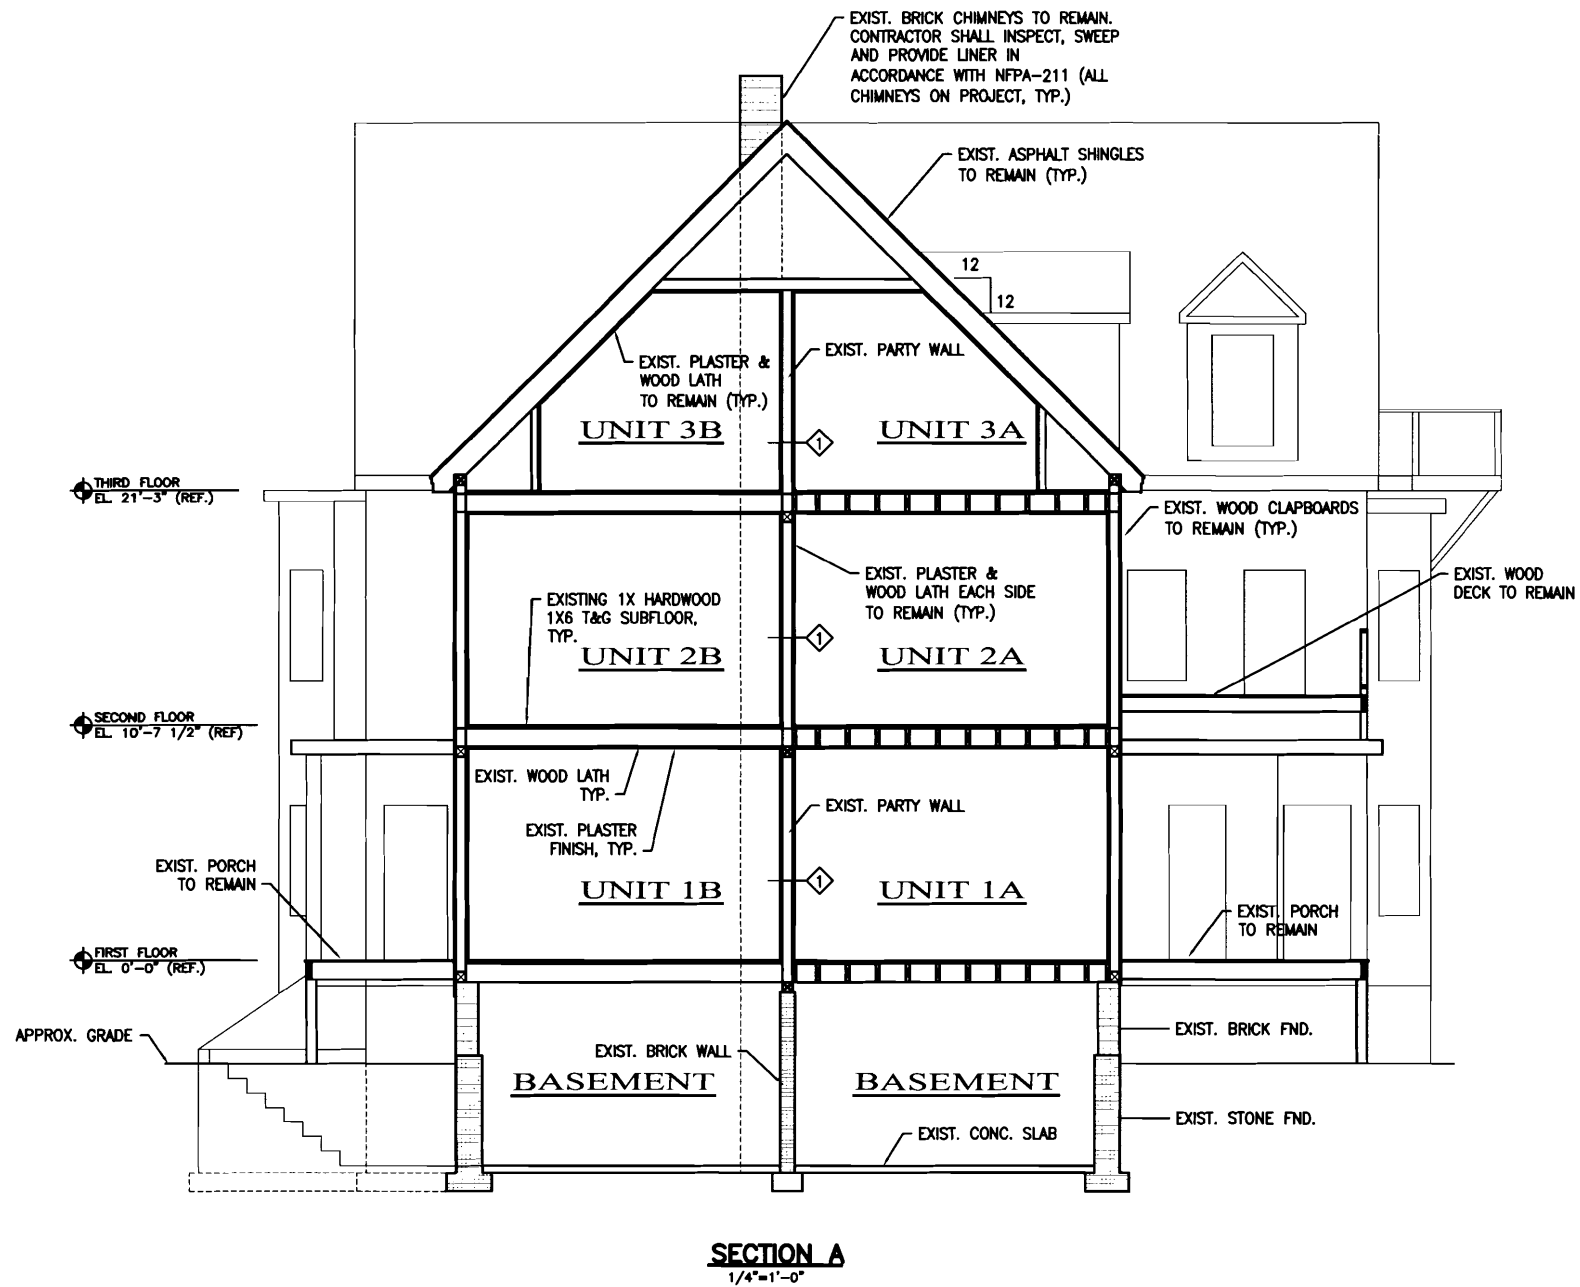 EXIST. BRICK CHIMNEYS TO REMAIN.
CONTRACTOR SHALL INSPECT, SWEEP
AND PROVIDE LINER IN
ACCORDANCE WITH NFPA-211 (ALL
CHIMNEYS ON PROJECT, TYP.)
EXIST. ASPHALT SHINGLES
TO REMAIN (TYP.)
12
12
EXIST. PLASTER &
WOOD LATH
TO REMAIN (TYP.)
EXIST. PARTY WALL
UNIT 3B
1
UNIT 3A
THIRD FLOOR
EL. 21'-3" (REF.)
EXIST. WOOD CLAPBOARDS
TO REMAIN (TYP.)
EXIST. PLASTER &
WOOD LATH EACH SIDE
TO REMAIN (TYP.)
EXIST. WOOD
DECK TO REMAIN
EXISTING 1X HARDWOOD
1X6 T&G SUBFLOOR,
TYP.
UNIT 2B
1
UNIT 2A
SECOND FLOOR
EL. 10'-7 1/2" (REF)
EXIST. WOOD LATH
TYP.
EXIST. PLASTER
FINISH, TYP.
EXIST. PARTY WALL
EXIST. PORCH
TO REMAIN
UNIT 1B
1
UNIT 1A
EXIST. PORCH
TO REMAIN
FIRST FLOOR
EL. 0'-0" (REF.)
APPROX. GRADE
EXIST. BRICK WALL
EXIST. BRICK FND.
BASEMENT
BASEMENT
EXIST. STONE FND.
EXIST. CONC. SLAB
SECTION A
1/4"=1'-0"